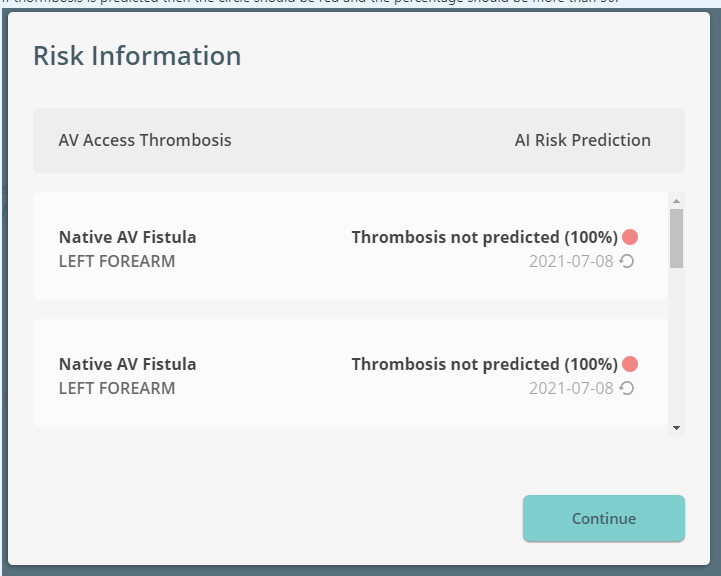 if thrombosis is predicted then the circle should be red and the percentage should be more than 50.
Risk Information
AV Access Thrombosis AI Risk Prediction
Native AV Fistula Thrombosis not predicted (100%)
LEFT FOREARM 2021-07-08
Native AV Fistula Thrombosis not predicted (100%)
LEFT FOREARM 2021-07-08
Continue